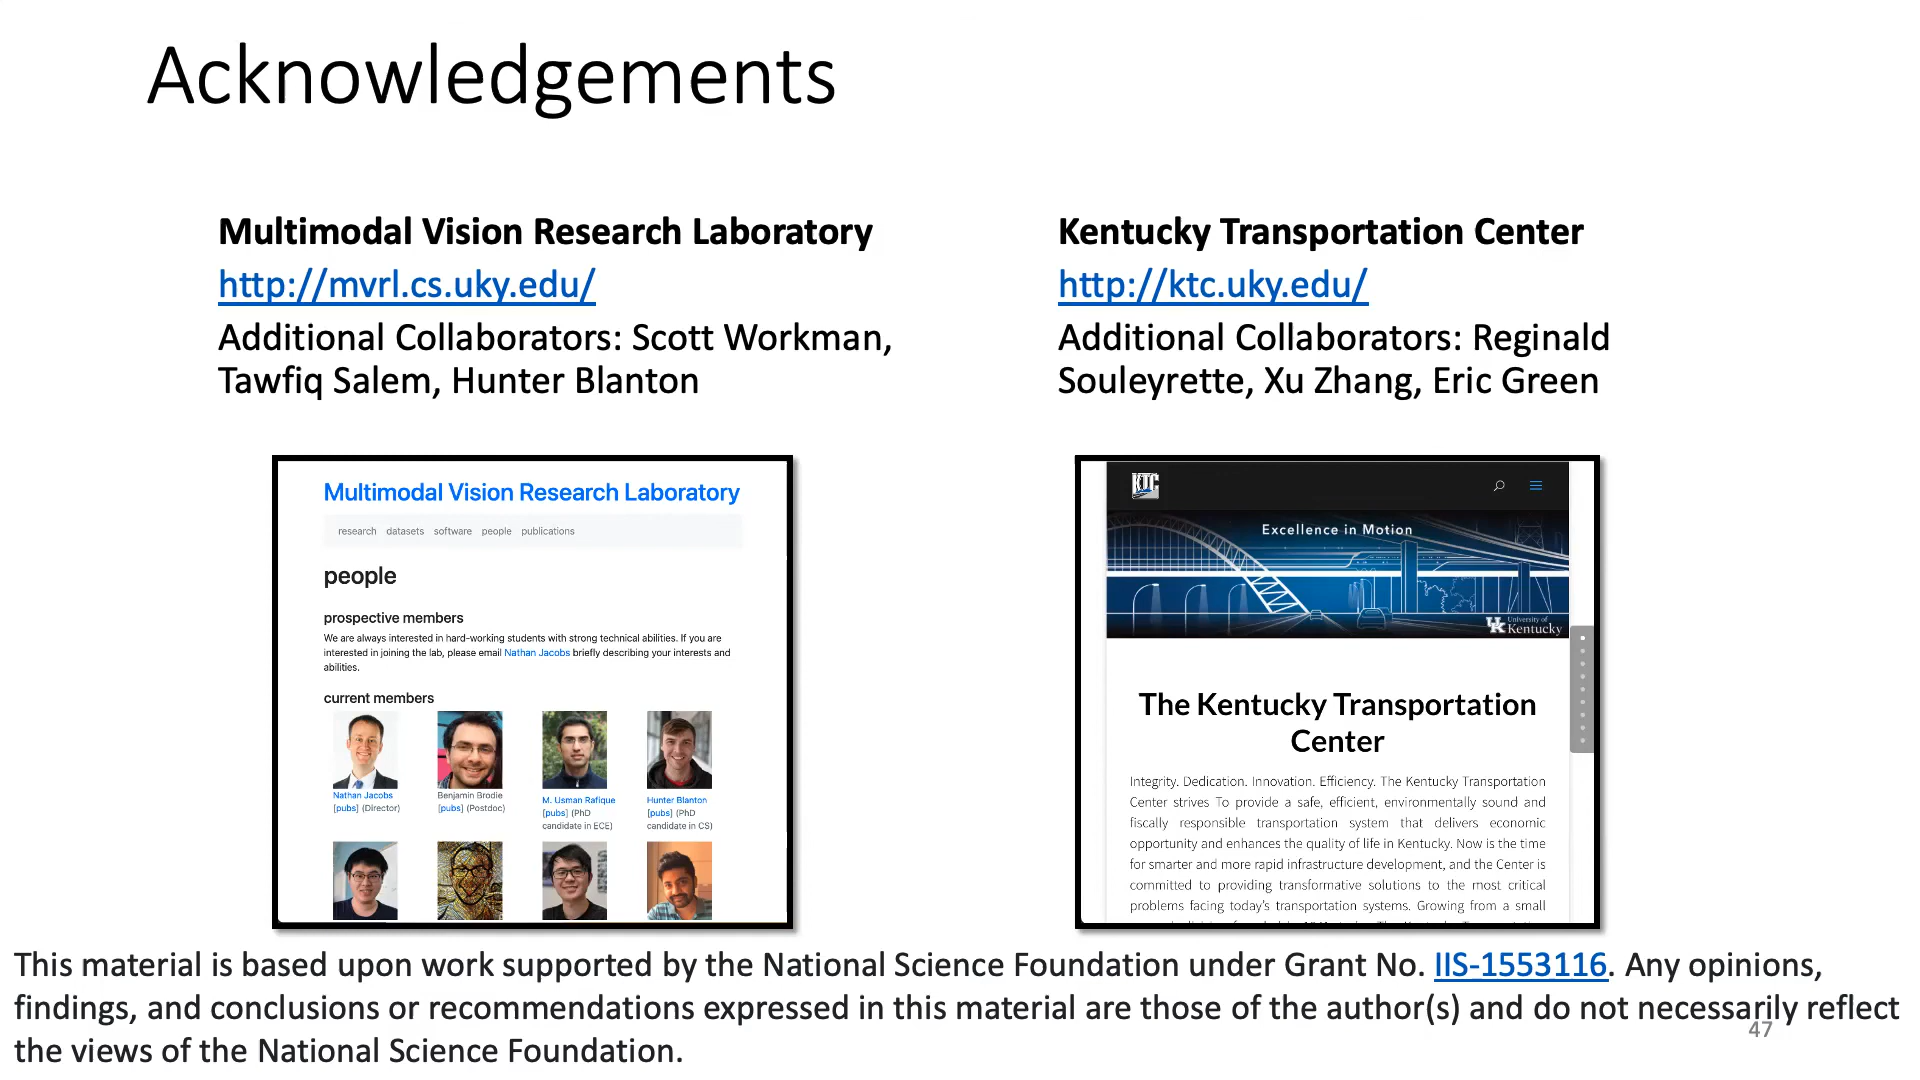 Acknowledgements
Multimodal Vision Research Laboratory
http://mvrl.cs.uky.edu/
Additional Collaborators: Scott Workman,
Tawfiq Salem, Hunter Blanton
Kentucky Transportation Center
http://ktc.uky.edu/
Additional Collaborators: Reginald
Souleyrette, Xu Zhang, Eric Green
Multimodal Vision Research Laboratory
research datasets software people publications
people
prospective members
We are always interested in hard-working students with strong technical abilities. If you are
interested in joining the lab, please email Nathan Jacobs briefly describing your interests and
abilities.
current members
Nathan Jacobs
[pubs] (Director)
Benjamin Brodie
[pubs] (Postdoc)
M. Usman Rafique
[pubs] (PhD
candidate in ECE)
Hunter Blanton
[pubs] (PhD
candidate in CS)
KTC
Excellence in Motion
UK University of
Kentucky
The Kentucky Transportation
Center
Integrity. Dedication. Innovation. Efficiency. The Kentucky Transportation
Center strives To provide a safe, efficient, environmentally sound and
fiscally responsible transportation system that delivers economic
opportunity and enhances the quality of life in Kentucky. Now is the time
for smarter and more rapid infrastructure development, and the Center is
committed to providing transformative solutions to the most critical
problems facing today's transportation systems. Growing from a small
This material is based upon work supported by the National Science Foundation under Grant No. IIS-1553116. Any opinions,
findings, and conclusions or recommendations expressed in this material are those of the author(s) and do not necessarily reflect
the views of the National Science Foundation.
47